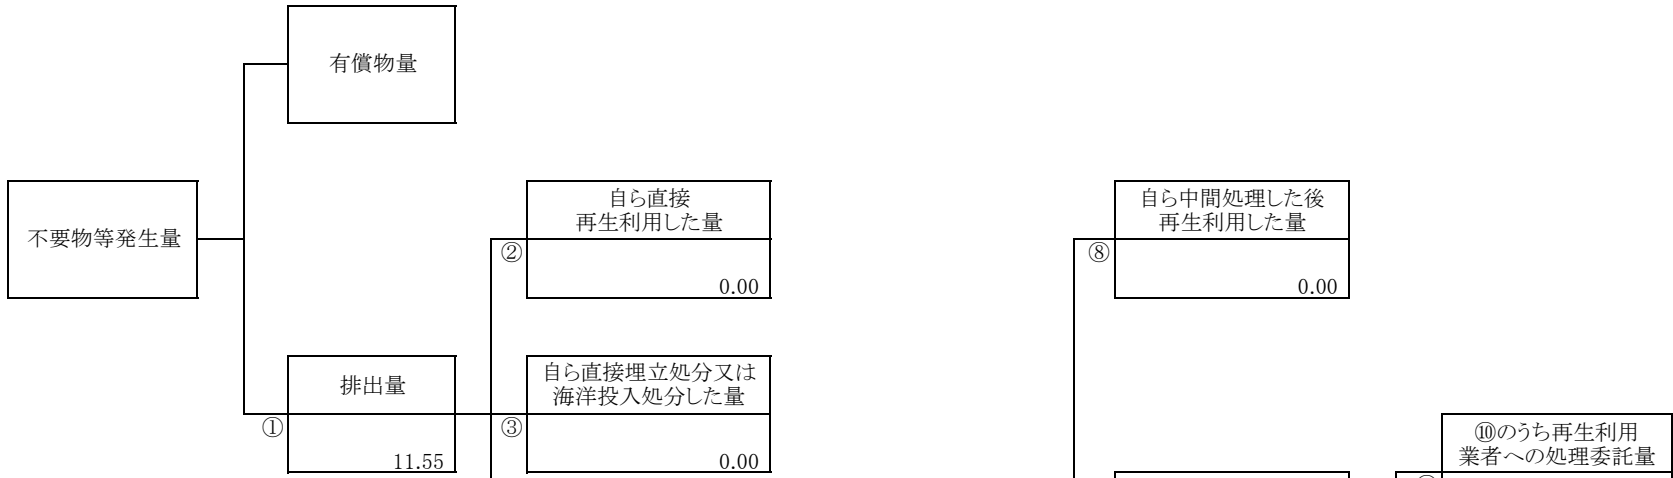 有償物量
不要物等発生量
自ら直接
再生利用した量
②
0.00
自ら中間処理した後
再生利用した量
⑧
0.00
排出量
①
11.55
自ら直接埋立処分又は
海洋投入処分した量
③
0.00
⑩のうち再生利用
業者への処理委託量